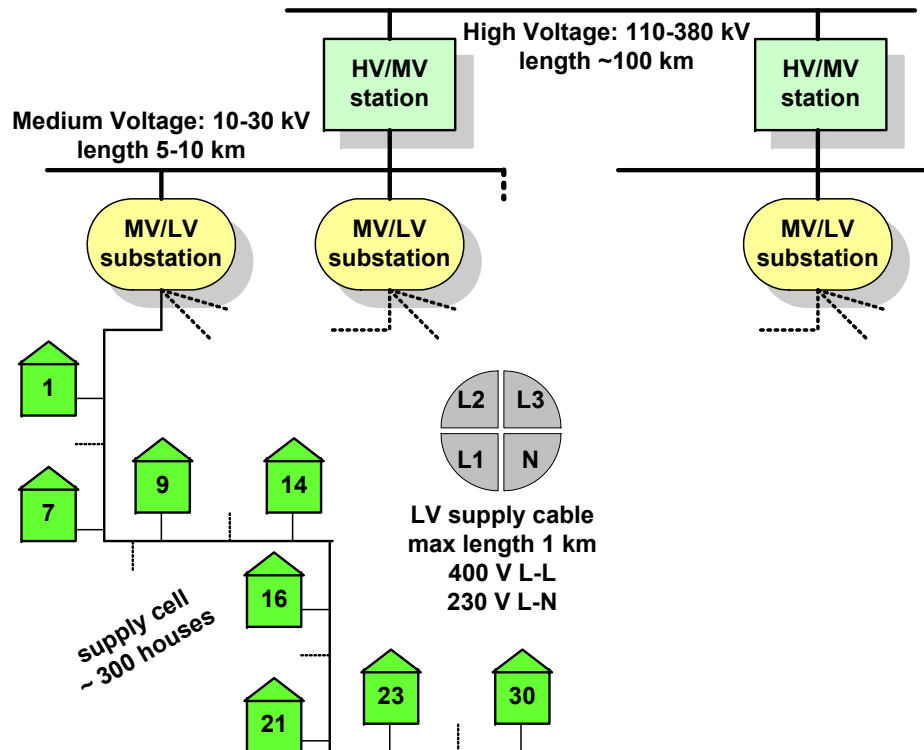 High Voltage: 110-380 kV
length ~100 km
HV/MV
station
HV/MV
station
Medium Voltage: 10-30 kV
length 5-10 km
MV/LV
substation
MV/LV
substation
MV/LV
substation
1
7
9
14
L2
L3
L1
N
LV supply cable
max length 1 km
400 V L-L
230 V L-N
16
supply cell
~ 300 houses
21
23
30